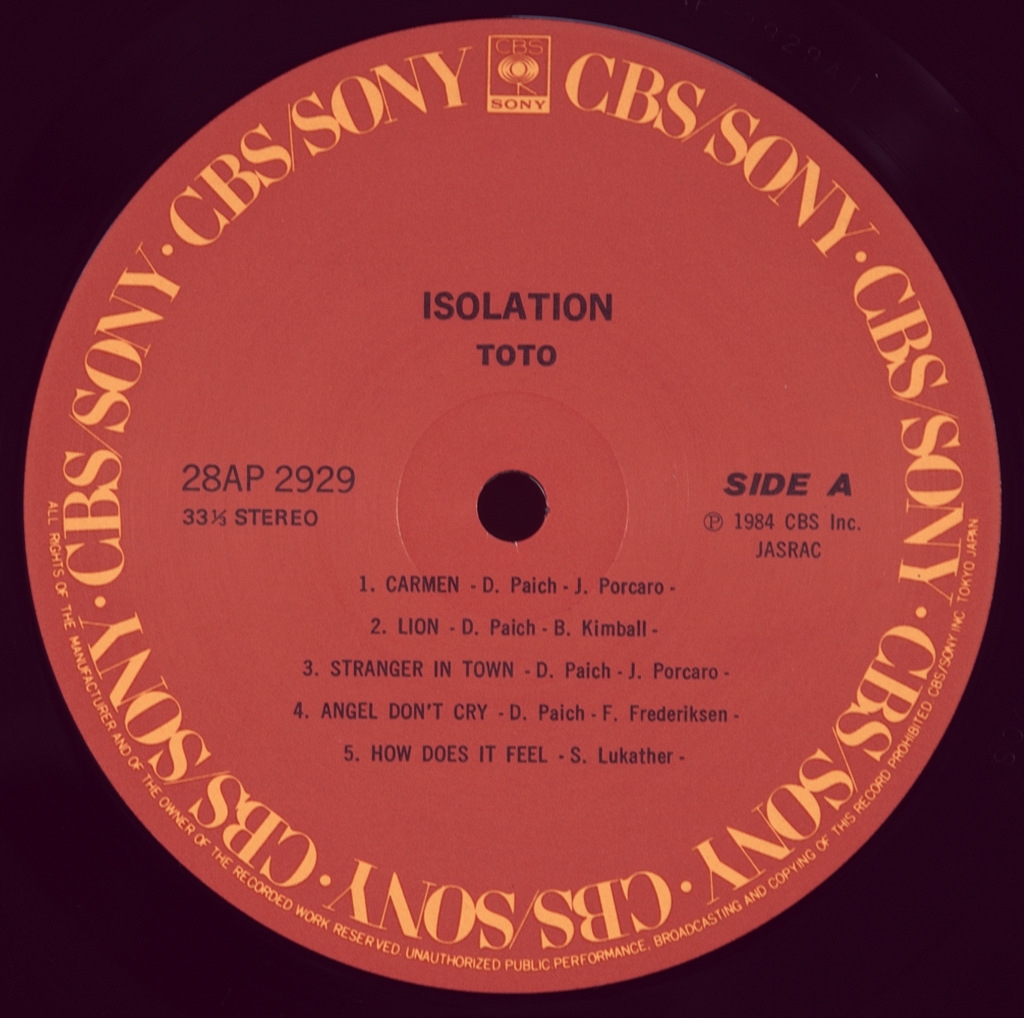 CBS
SONY
CBS/SONY · CBS/SONY · CBS/SONY · CBS/SONY · CBS/SONY · CBS/SONY · CBS/SONY
ISOLATION
TOTO
28AP 2929
33⅓ STEREO
SIDE A
Ⓟ 1984 CBS Inc.
JASRAC
1. CARMEN - D. Paich - J. Porcaro -
2. LION - D. Paich - B. Kimball -
3. STRANGER IN TOWN - D. Paich - J. Porcaro -
4. ANGEL DON'T CRY - D. Paich - F. Frederiksen -
5. HOW DOES IT FEEL - S. Lukather -
ALL RIGHTS OF THE MANUFACTURER AND OF THE OWNER OF THE RECORDED WORK RESERVED. UNAUTHORIZED PUBLIC PERFORMANCE, BROADCASTING AND COPYING OF THIS RECORD PROHIBITED CBS/SONY INC. TOKYO JAPAN